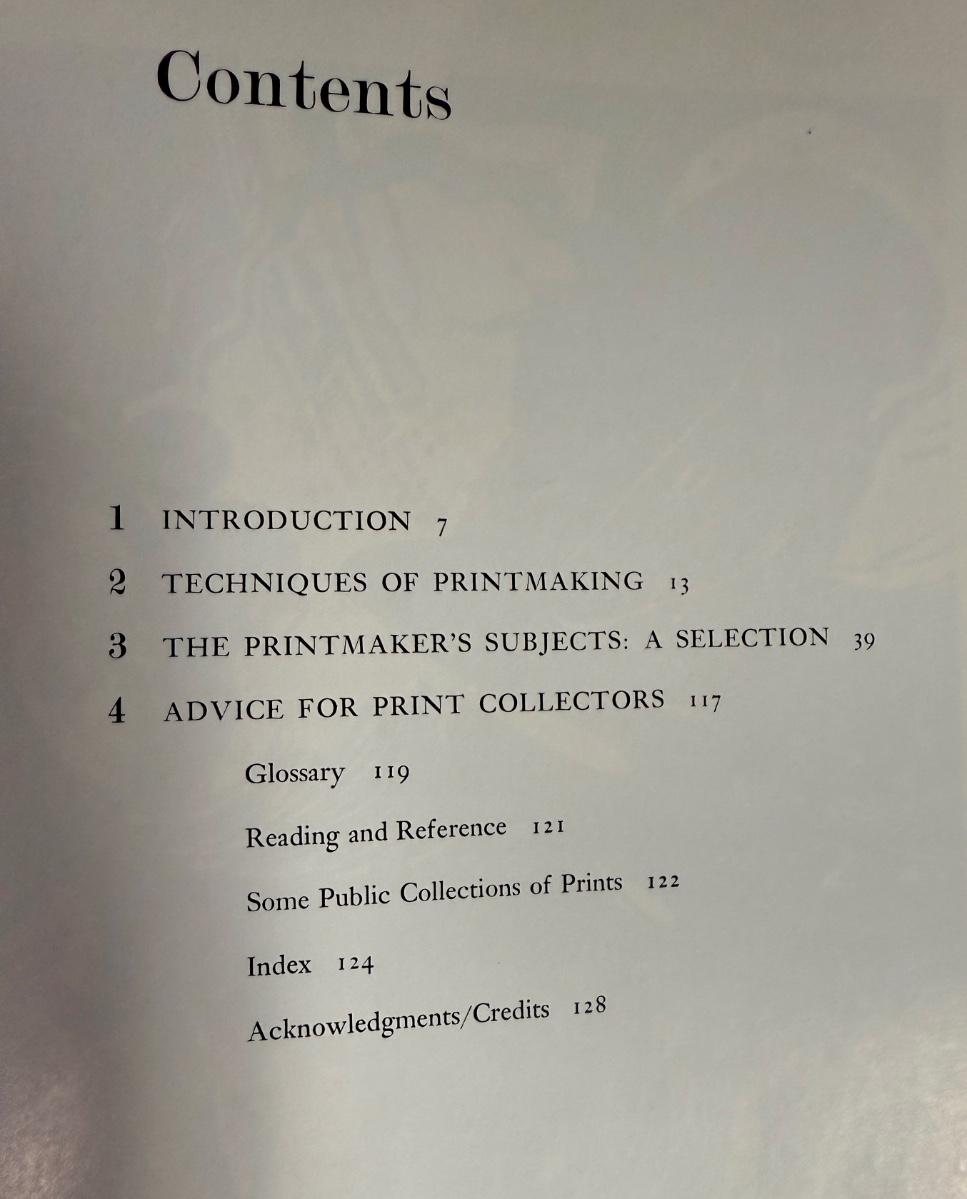 Contents
1 INTRODUCTION 7
2 TECHNIQUES OF PRINTMAKING 13
3 THE PRINTMAKER'S SUBJECTS: A SELECTION 39
4 ADVICE FOR PRINT COLLECTORS 117
Glossary 119
Reading and Reference 121
Some Public Collections of Prints 122
Index 124
Acknowledgments/Credits 128